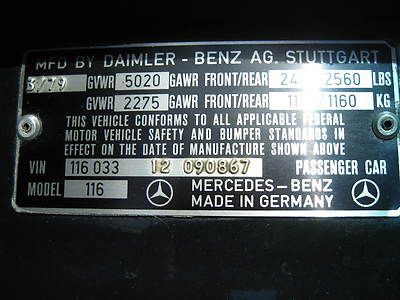 MFD BY DAIMLER - BENZ AG. STUTTGART
3/79 GVWR 5020 GAWR FRONT/REAR 2560 LBS
GVWR 2275 GAWR FRONT/REAR 1160 KG
THIS VEHICLE CONFORMS TO ALL APPLICABLE FEDERAL
MOTOR VEHICLE SAFETY AND BUMPER STANDARDS IN
EFFECT ON THE DATE OF MANUFACTURE SHOWN ABOVE
VIN 116 033 12 090867 PASSENGER CAR
MODEL 116 MERCEDES-BENZ
MADE IN GERMANY